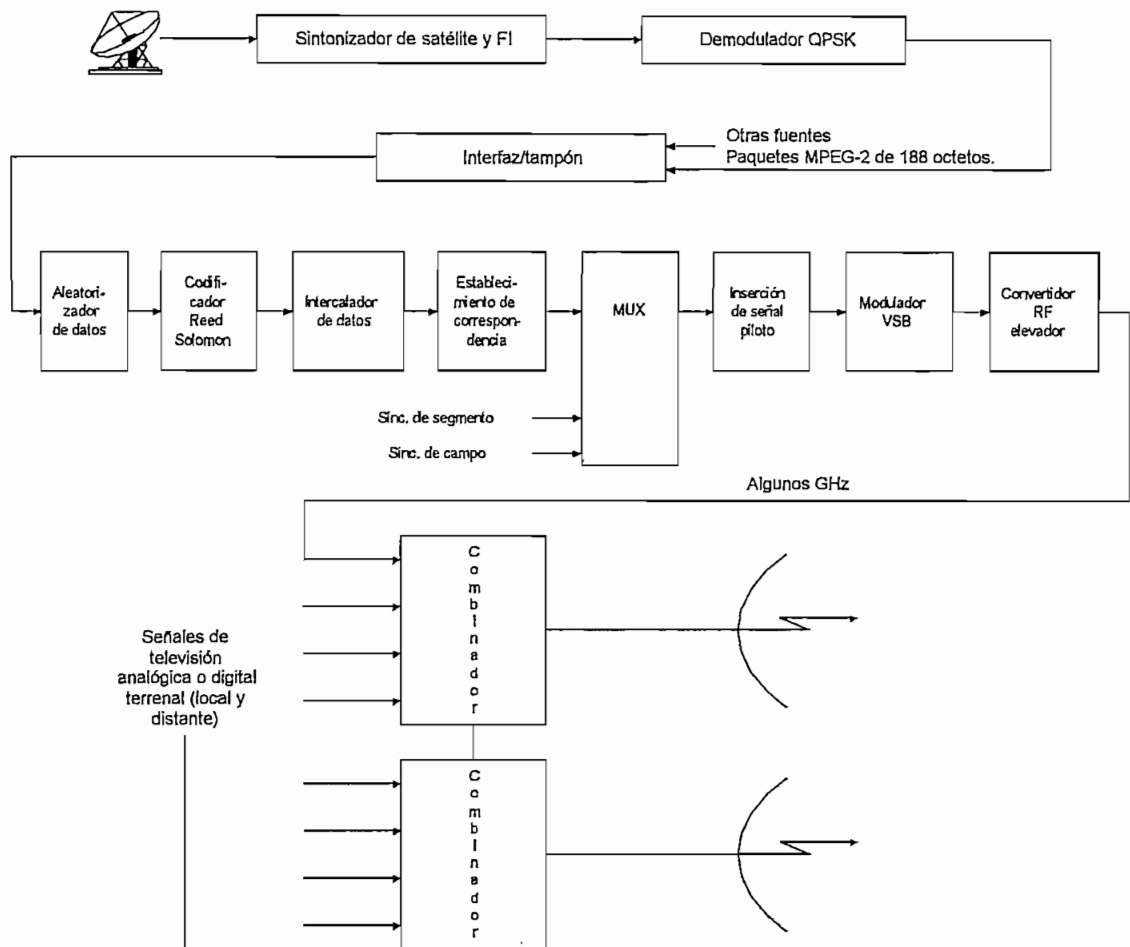 Sintonizador de satélite y FI
Demodulador QPSK
Otras fuentes
Paquetes MPEG-2 de 188 octetos.
Interfaz/tampón
Aleatori-
zador
de datos
Codifi-
cador
Reed
Solomon
Intercalador
de datos
Estableci-
miento de
correspon-
dencia
MUX
Inserción
de señal
piloto
Modulador
VSB
Convertidor
RF
elevador
Sinc. de segmento
Sinc. de campo
Algunos GHz
Combinador
Señales de
televisión
analógica o digital
terrenal (local y
distante)
Combinador